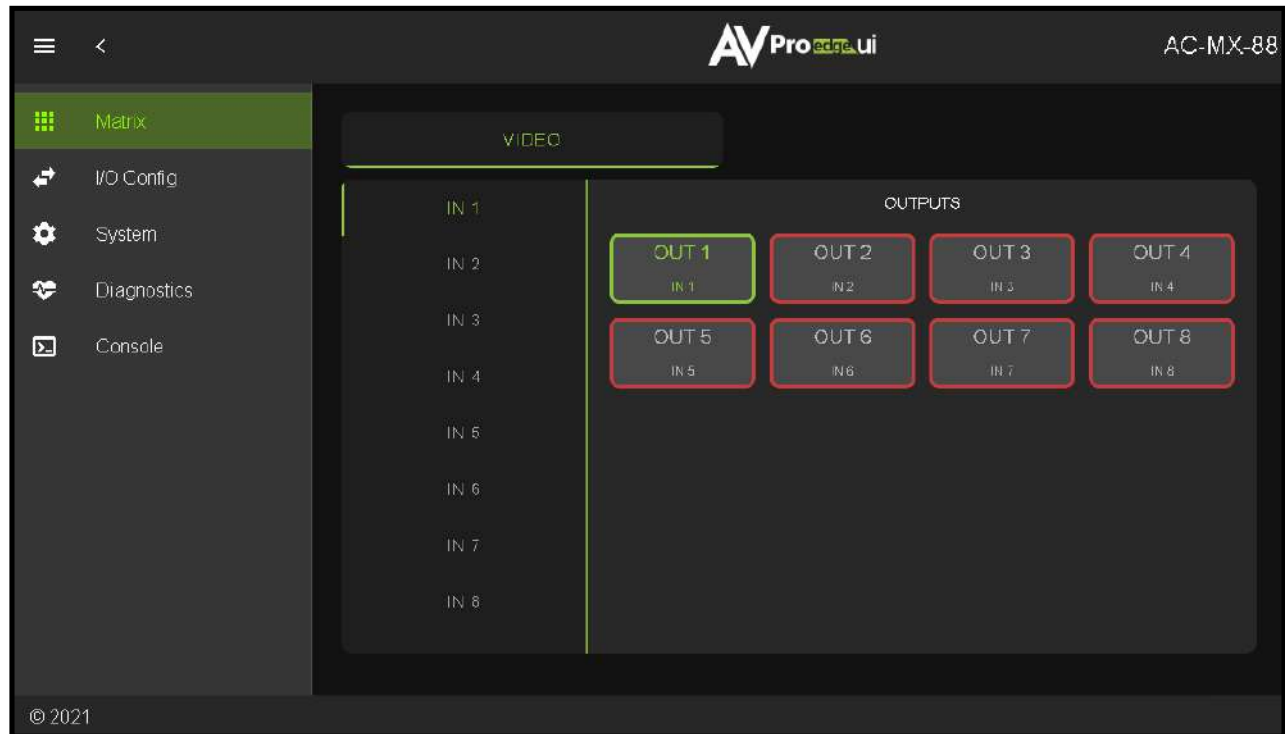 AVPro edge.ui
AC-MX-88
Matrix
I/O Config
System
Diagnostics
Console
VIDEO
IN 1
IN 2
IN 3
IN 4
IN 5
IN 6
IN 7
IN 8
OUTPUTS
OUT 1
IN 1
OUT 2
IN 2
OUT 3
IN 3
OUT 4
IN 4
OUT 5
IN 5
OUT 6
IN 6
OUT 7
IN 7
OUT 8
IN 8
© 2021